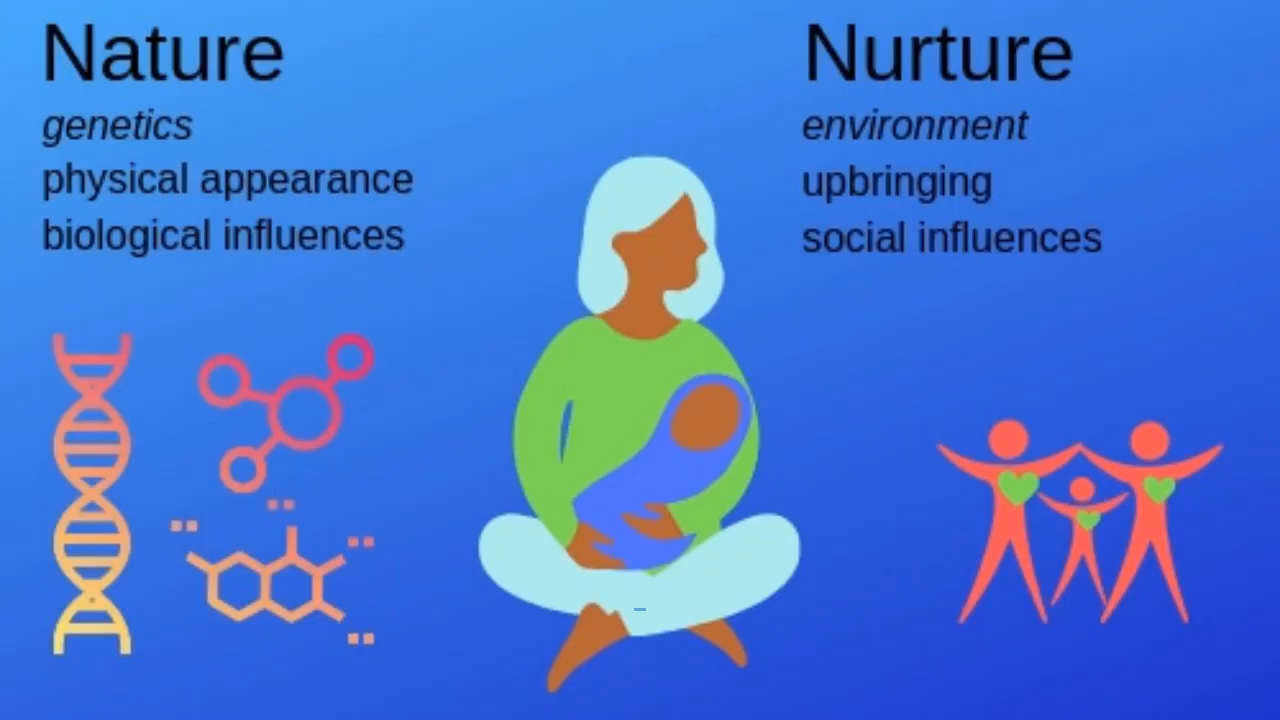 Nature
genetics
physical appearance
biological influences
Nurture
environment
upbringing
social influences